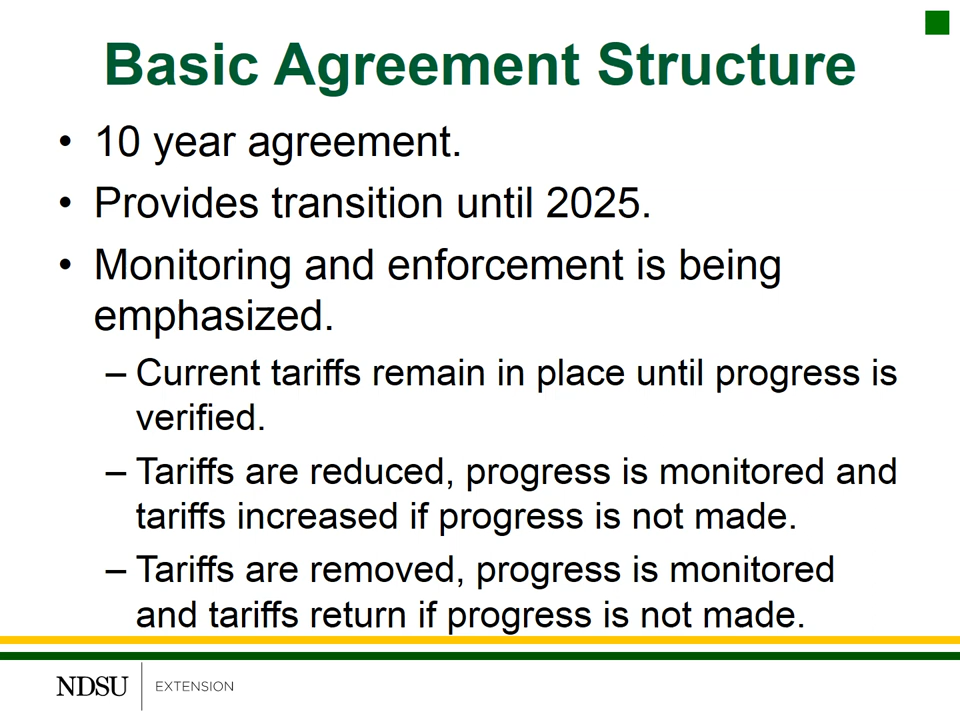 Basic Agreement Structure
• 10 year agreement.
• Provides transition until 2025.
• Monitoring and enforcement is being
emphasized.
– Current tariffs remain in place until progress is
verified.
– Tariffs are reduced, progress is monitored and
tariffs increased if progress is not made.
– Tariffs are removed, progress is monitored
and tariffs return if progress is not made.
NDSU EXTENSION